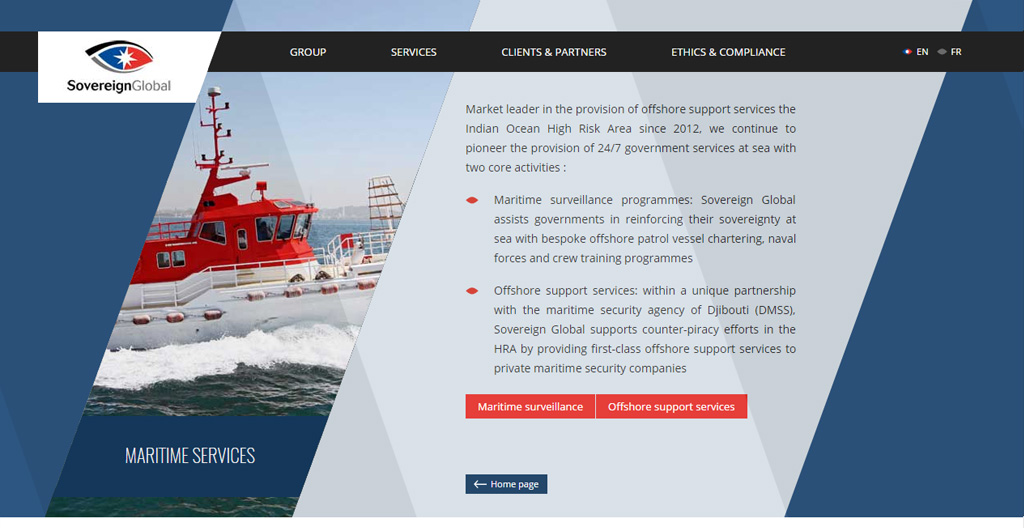 SovereignGlobal
GROUP
SERVICES
CLIENTS & PARTNERS
ETHICS & COMPLIANCE
EN
FR
Market leader in the provision of offshore support services the
Indian Ocean High Risk Area since 2012, we continue to
pioneer the provision of 24/7 government services at sea with
two core activities :
Maritime surveillance programmes: Sovereign Global
assists governments in reinforcing their sovereignty at
sea with bespoke offshore patrol vessel chartering, naval
forces and crew training programmes
Offshore support services: within a unique partnership
with the maritime security agency of Djibouti (DMSS),
Sovereign Global supports counter-piracy efforts in the
HRA by providing first-class offshore support services to
private maritime security companies
Maritime surveillance
Offshore support services
MARITIME SERVICES
Home page